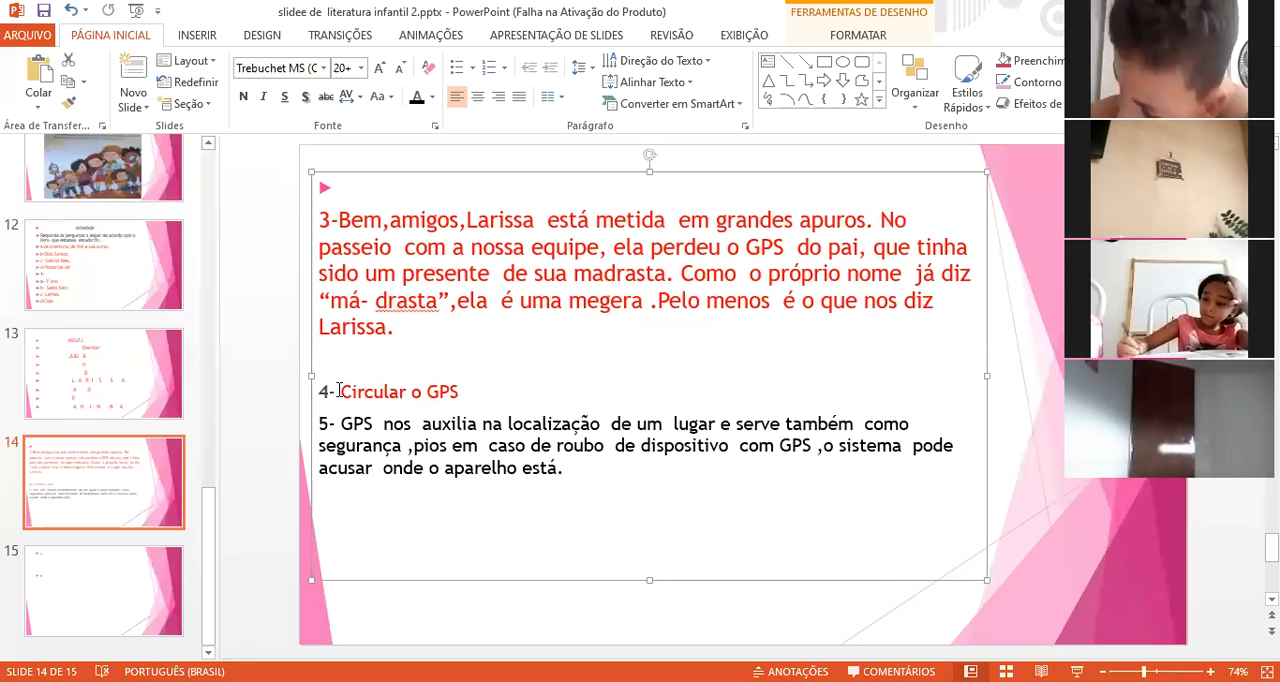 slidee de literatura infantil 2.pptx - PowerPoint (Falha na Ativação do Produto)
FERRAMENTAS DE DESENHO
ARQUIVO
PÁGINA INICIAL
INSERIR
DESIGN
TRANSIÇÕES
ANIMAÇÕES
APRESENTAÇÃO DE SLIDES
REVISÃO
EXIBIÇÃO
FORMATAR
Colar
Novo
Slide
Layout
Redefinir
Seção
Trebuchet MS (C
20+
N I S S abc AV Aa A
Direção do Texto
Alinhar Texto
Converter em SmartArt
Organizar
Estilos
Rápidos
Preenchim
Contorno
Efeitos de
Área de Transfer...
Slides
Fonte
Parágrafo
Desenho
12
13
14
15
3-Bem,amigos,Larissa está metida em grandes apuros. No
passeio com a nossa equipe, ela perdeu o GPS do pai, que tinha
sido um presente de sua madrasta. Como o próprio nome já diz
“má- drasta”,ela é uma megera .Pelo menos é o que nos diz
Larissa.
4- Circular o GPS
5- GPS nos auxilia na localização de um lugar e serve também como
segurança ,pios em caso de roubo de dispositivo com GPS ,o sistema pode
acusar onde o aparelho está.
SLIDE 14 DE 15
PORTUGUÊS (BRASIL)
ANOTAÇÕES
COMENTÁRIOS
74%